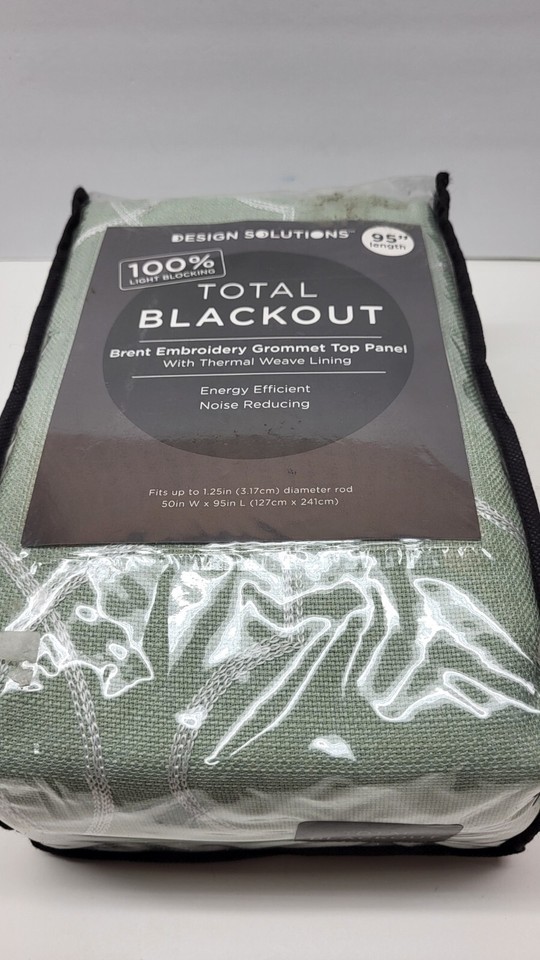 DESIGN SOLUTIONS™
95"
length
100%
LIGHT BLOCKING
TOTAL
BLACKOUT
Brent Embroidery Grommet Top Panel
With Thermal Weave Lining
Energy Efficient
Noise Reducing
Fits up to 1.25in (3.17cm) diameter rod
50in W x 95in L (127cm x 241cm)